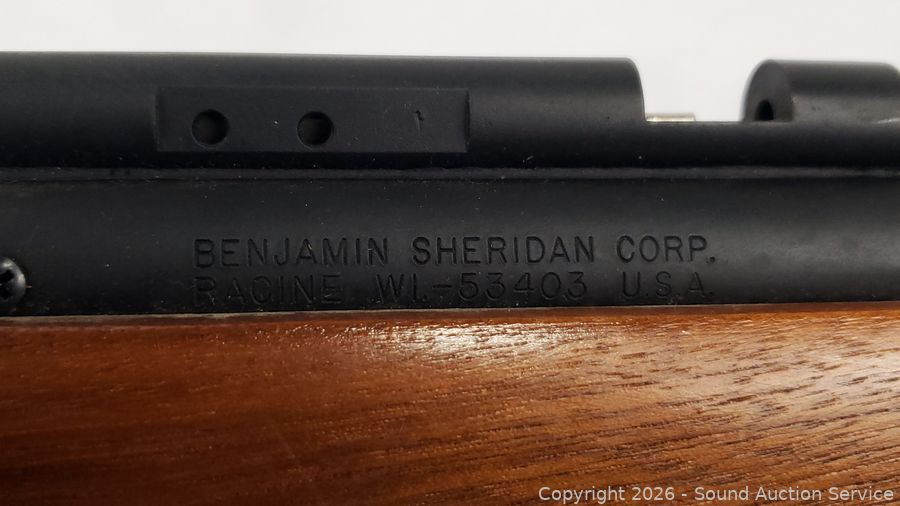 BENJAMIN SHERIDAN CORP.
RACINE WI.-53403 U.S.A.
Copyright 2026 - Sound Auction Service